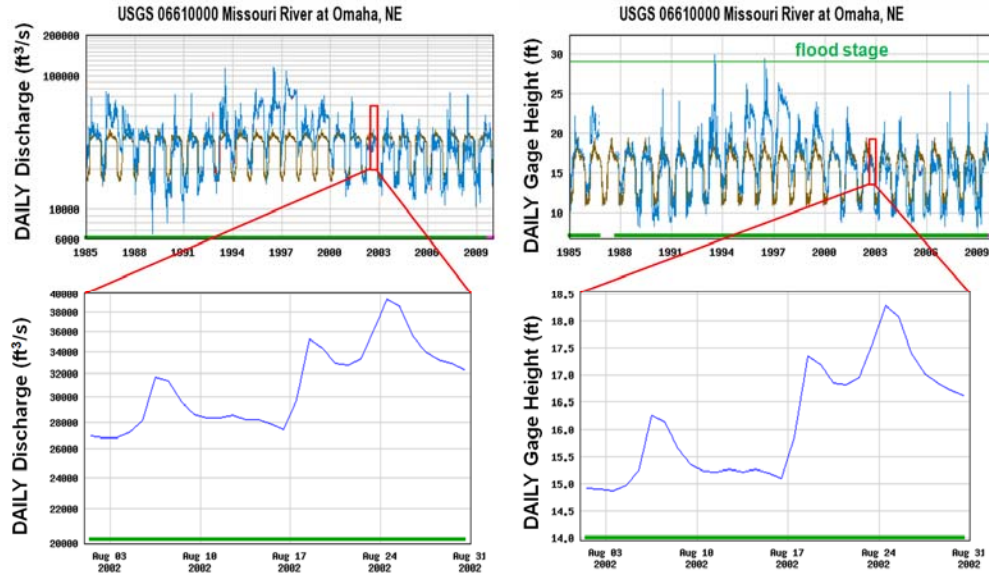 USGS 06610000 Missouri River at Omaha, NE
DAILY Discharge (ft³/s)
200000
100000
10000
6000
1985 1988 1991 1994 1997 2000 2003 2006 2009
USGS 06610000 Missouri River at Omaha, NE
DAILY Gage Height (ft)
flood stage
30
25
20
15
10
1985 1988 1991 1994 1997 2000 2003 2006 2009
DAILY Discharge (ft³/s)
40000
38000
36000
34000
32000
30000
28000
26000
24000
22000
20000
Aug 03 Aug 10 Aug 17 Aug 24 Aug 31
2002 2002 2002 2002 2002
DAILY Gage Height (ft)
18.5
18.0
17.5
17.0
16.5
16.0
15.5
15.0
14.5
14.0
Aug 03 Aug 10 Aug 17 Aug 24 Aug 31
2002 2002 2002 2002 2002